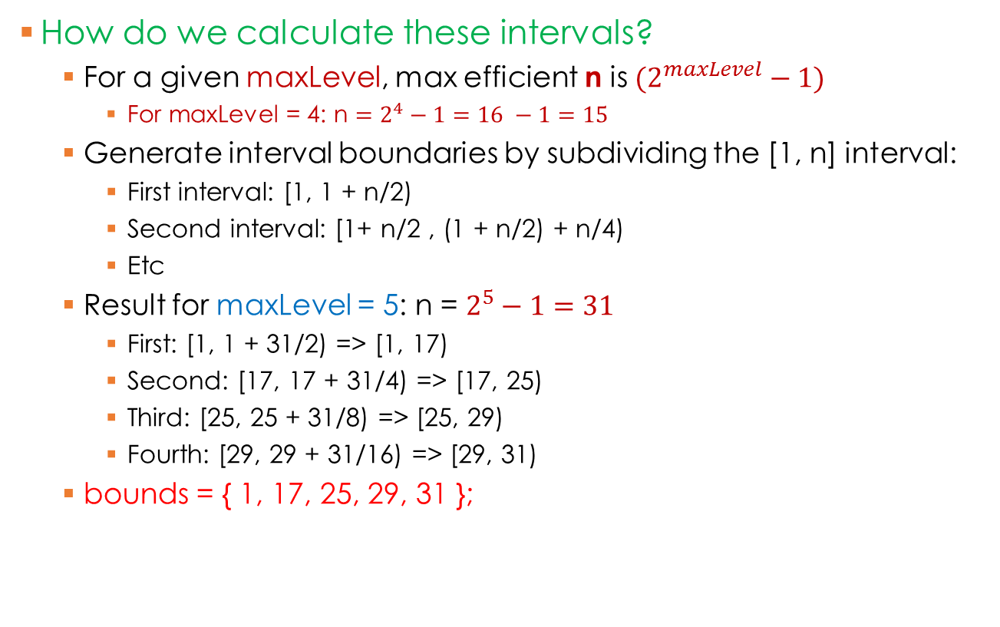 ▪ How do we calculate these intervals?
▪ For a given maxLevel, max efficient n is (2^{maxLevel} − 1)
▪ For maxLevel = 4: n = 2⁴ − 1 = 16 − 1 = 15
▪ Generate interval boundaries by subdividing the [1, n] interval:
▪ First interval: [1, 1 + n/2)
▪ Second interval: [1+ n/2 , (1 + n/2) + n/4)
▪ Etc
▪ Result for maxLevel = 5: n = 2⁵ − 1 = 31
▪ First: [1, 1 + 31/2) => [1, 17)
▪ Second: [17, 17 + 31/4) => [17, 25)
▪ Third: [25, 25 + 31/8) => [25, 29)
▪ Fourth: [29, 29 + 31/16) => [29, 31)
▪ bounds = { 1, 17, 25, 29, 31 };